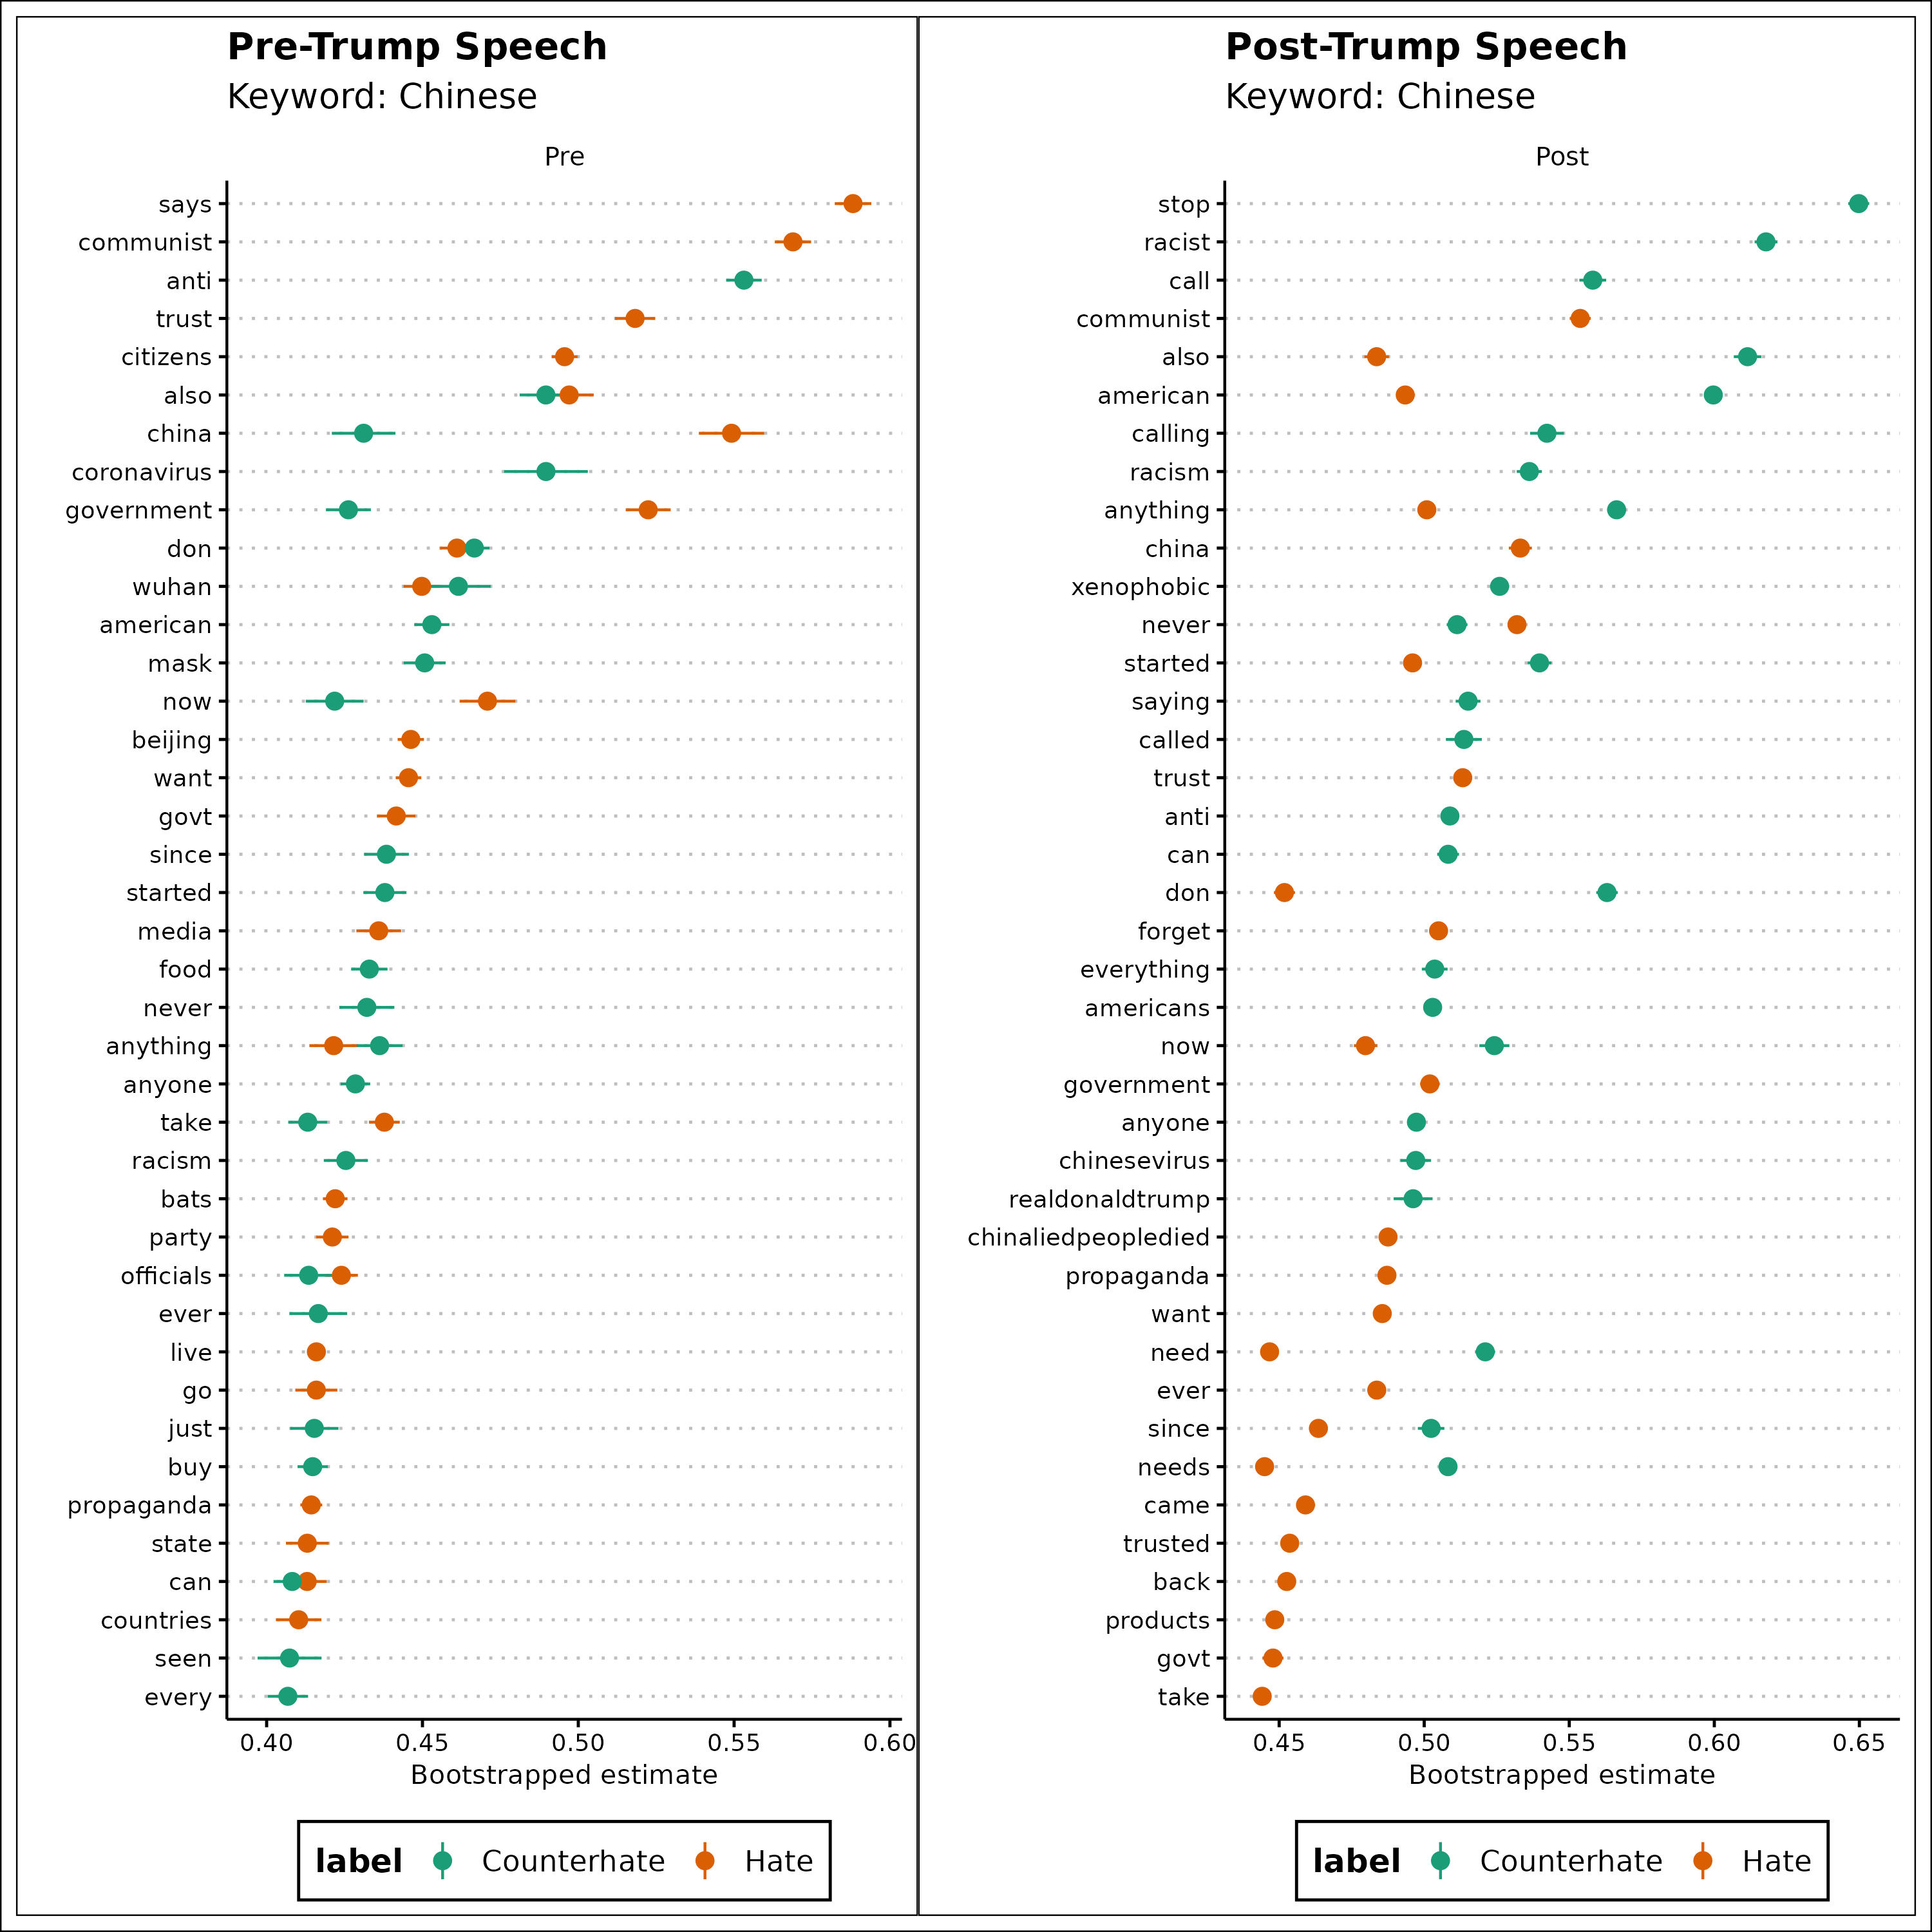 Pre-Trump Speech
Keyword: Chinese
Pre
says
communist
anti
trust
citizens
also
china
coronavirus
government
don
wuhan
american
mask
now
beijing
want
govt
since
started
media
food
never
anything
anyone
take
racism
bats
party
officials
ever
live
go
just
buy
propaganda
state
can
countries
seen
every
0.40 0.45 0.50 0.55 0.60
Bootstrapped estimate
label Counterhate Hate
Post-Trump Speech
Keyword: Chinese
Post
stop
racist
call
communist
also
american
calling
racism
anything
china
xenophobic
never
started
saying
called
trust
anti
can
don
forget
everything
americans
now
government
anyone
chinesevirus
realdonaldtrump
chinaliedpeopledied
propaganda
want
need
ever
since
needs
came
trusted
back
products
govt
take
0.45 0.50 0.55 0.60 0.65
Bootstrapped estimate
label Counterhate Hate